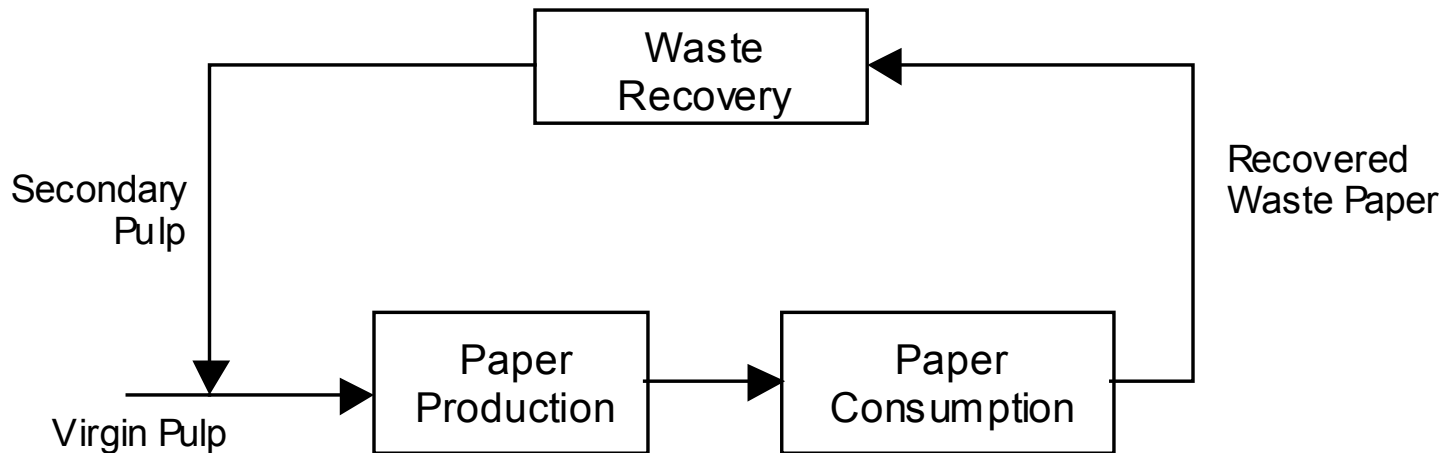 Waste
Recovery
Secondary
Pulp
Recovered
Waste Paper
Paper
Production
Paper
Consumption
Virgin Pulp